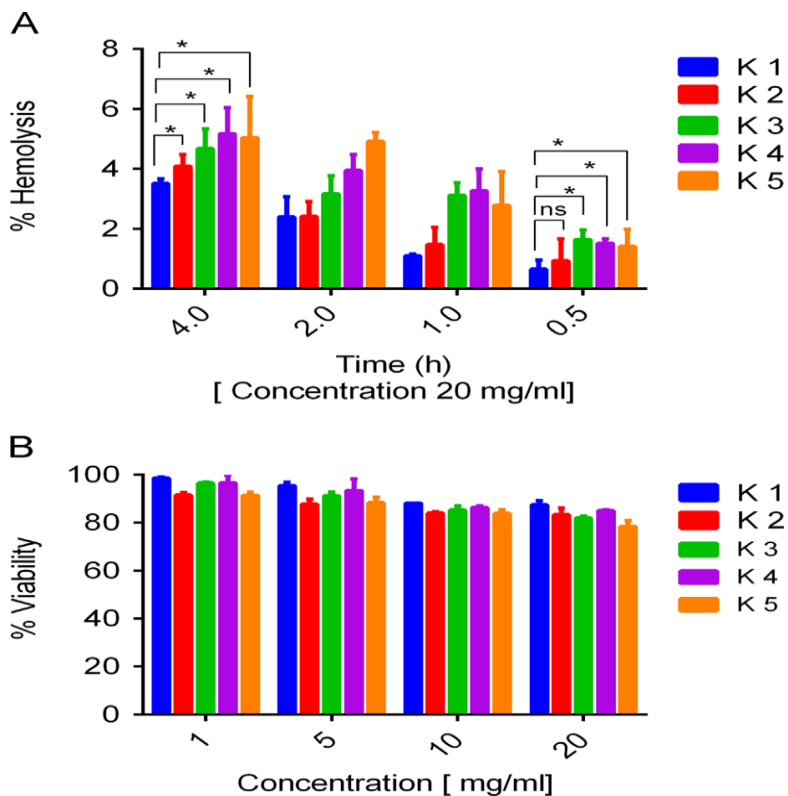 A
% Hemolysis
8
6
4
2
0
*
*
*
*
*
*
*
ns
4.0
2.0
1.0
0.5
Time (h)
[ Concentration 20 mg/ml]
K 1
K 2
K 3
K 4
K 5
B
% Viability
100
80
60
40
20
0
1
5
10
20
Concentration [ mg/ml]
K 1
K 2
K 3
K 4
K 5